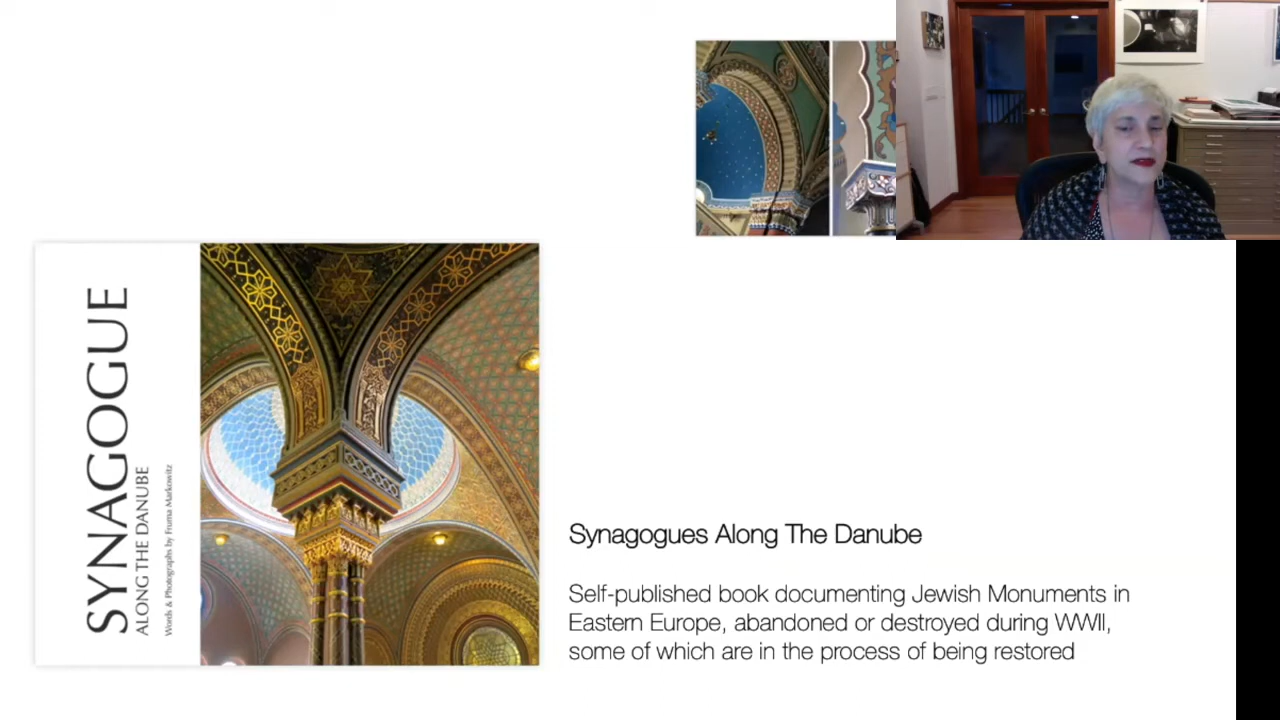 SYNAGOGUE
ALONG THE DANUBE
Words & Photographs by Fruma Markowitz
Synagogues Along The Danube
Self-published book documenting Jewish Monuments in
Eastern Europe, abandoned or destroyed during WWII,
some of which are in the process of being restored